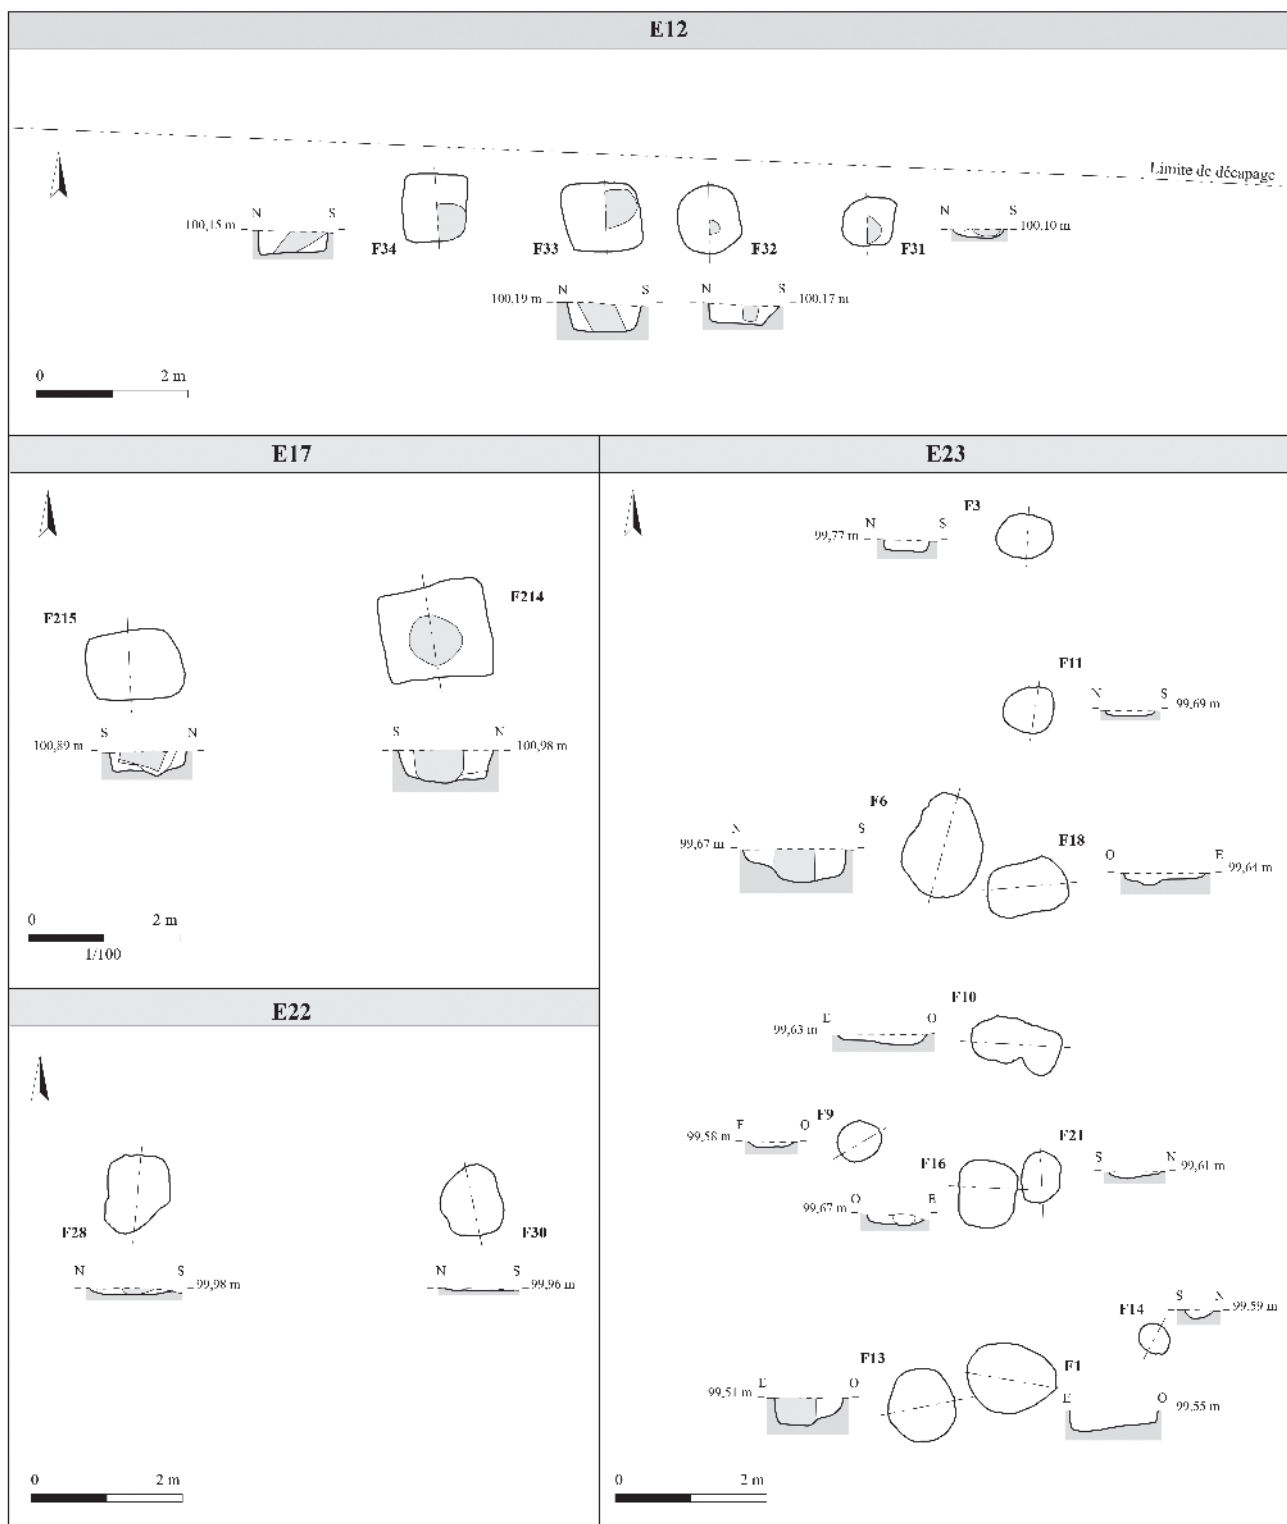 E12
Limite de décapage
N S
100,15 m
F34
F33
F32
F31
N S
100.10 m
N S
100.19 m
N S
100.17 m
0 2 m
E17
F215
F214
S N
100,89 m
S N
100,98 m
0 2 m
1/100
E22
F28
F30
N S
99,98 m
N S
99,96 m
0 2 m
E23
F3
N S
99,77 m
F11
N S
99,69 m
F6
N S
99,67 m
F18
O E
99,64 m
F10
E O
99,63 m
F9
E O
99,58 m
F16
F21
S N
99,61 m
O E
99,67 m
F14
S N
99.59 m
F13
F1
E O
99,51 m
E O
99,55 m
0 2 m